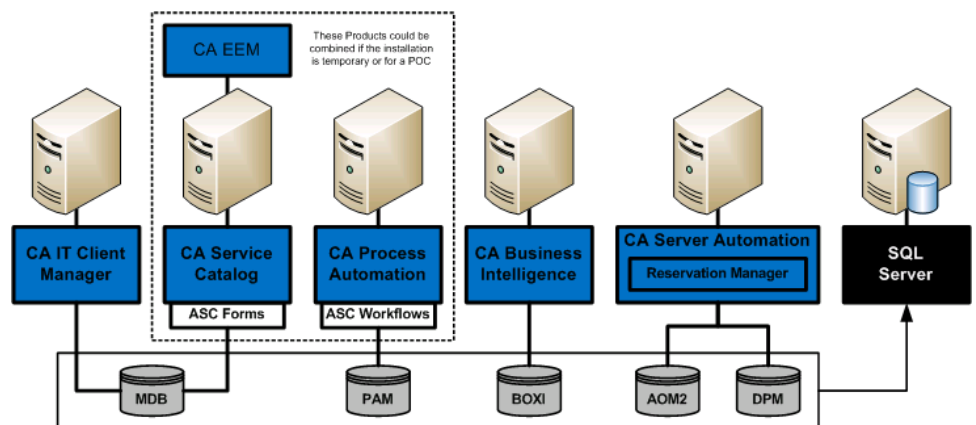 CA EEM
These Products could be
combined if the installation
is temporary or for a POC
CA IT Client
Manager
CA Service
Catalog
ASC Forms
CA Process
Automation
ASC Workflows
CA Business
Intelligence
CA Server Automation
Reservation Manager
SQL
Server
MDB
PAM
BOXI
AOM2
DPM